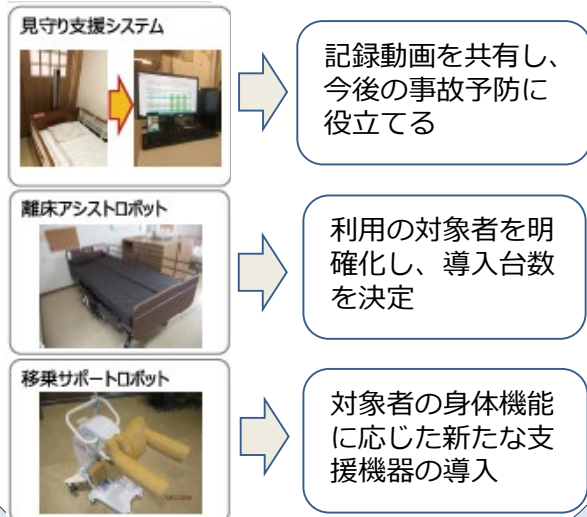 見守り支援システム
記録動画を共有し、
今後の事故予防に
役立てる
離床アシストロボット
利用の対象者を明
確化し、導入台数
を決定
移乗サポートロボット
対象者の身体機能
に応じた新たな支
援機器の導入